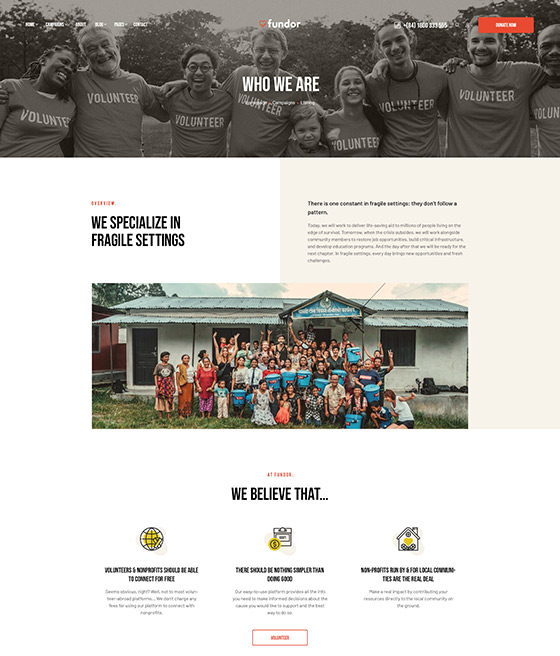 HOME
CAMPAIGNS
ABOUT
BLOG
PAGES
CONTACT
fundor
+(84) 1800 333 555
DONATE NOW
VOLUNTEER
VOLUNTEER
VOLUNTEER
VOLUNTEER
VOLUNTEER
VOLUNTEER
VOLUNTEER
WHO WE ARE
Campaigns - Listing
OVERVIEW.
WE SPECIALIZE IN
FRAGILE SETTINGS
There is one constant in fragile settings: they don't follow a
pattern.
Today, we will work to deliver life-saving aid to millions of people living on the
edge of survival. Tomorrow, when the crisis subsides, we will work alongside
community members to restore job opportunities, build critical infrastructure,
and develop education programs. And the day after that we will be ready for the
next chapter. In fragile settings, every day brings new opportunities and fresh
challenges.
AT FUNDOR.
WE BELIEVE THAT...
VOLUNTEERS & NONPROFITS SHOULD BE ABLE
TO CONNECT FOR FREE
Seems obvious, right? Well, not to most volun-
teer-abroad platforms... We don't charge any
fees for using our platform to connect with
nonprofits.
THERE SHOULD BE NOTHING SIMPLER THAN
DOING GOOD
Our easy-to-use platform provides all the info
you need to make informed decisions about the
cause you would like to support and the best
way to do so.
NON-PROFITS RUN BY & FOR LOCAL COMMUNI-
TIES ARE THE REAL DEAL
Make a real impact by contributing your
resources directly to the local community on
the ground.
VOLUNTEER